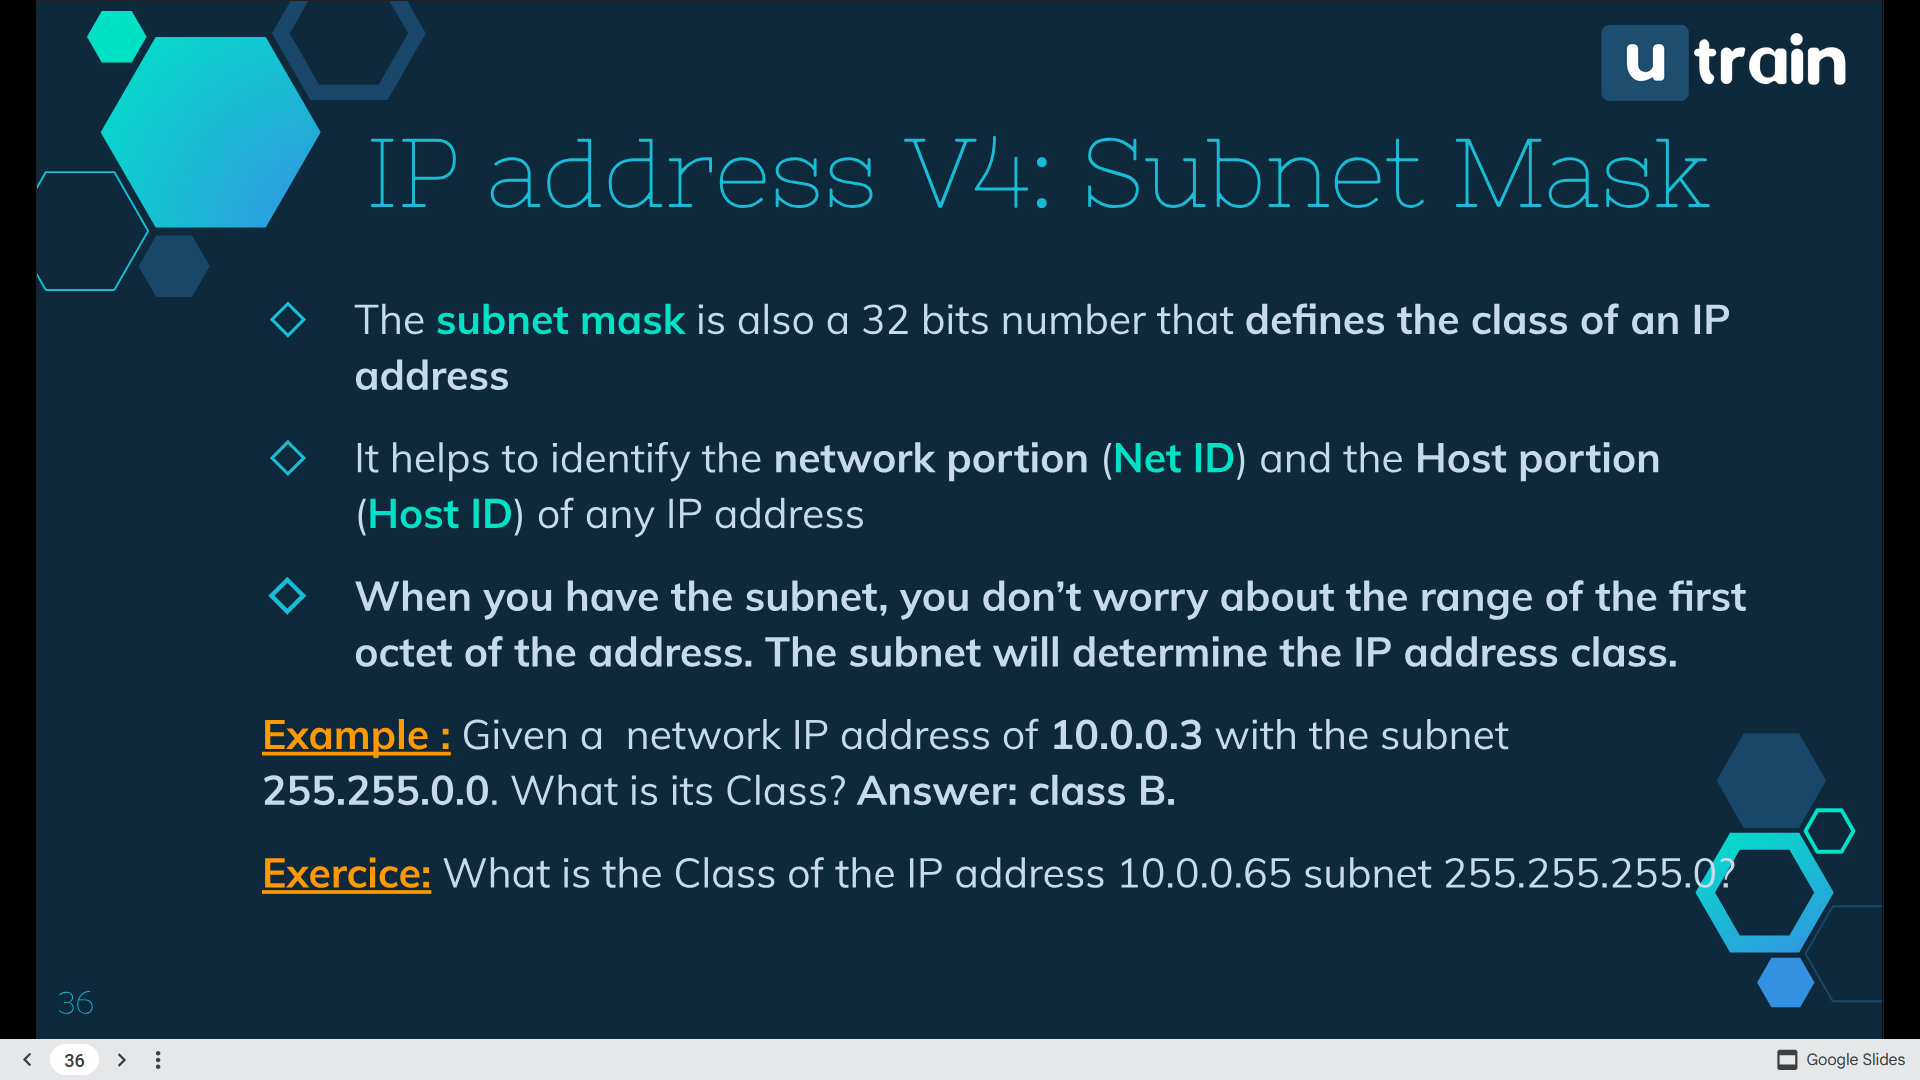 u train
IP address V4: Subnet Mask
The subnet mask is also a 32 bits number that defines the class of an IP
address
It helps to identify the network portion (Net ID) and the Host portion
(Host ID) of any IP address
When you have the subnet, you don’t worry about the range of the first
octet of the address. The subnet will determine the IP address class.
Example : Given a  network IP address of 10.0.0.3 with the subnet
255.255.0.0. What is its Class? Answer: class B.
Exercice: What is the Class of the IP address 10.0.0.65 subnet 255.255.255.0?
36
36
Google Slides